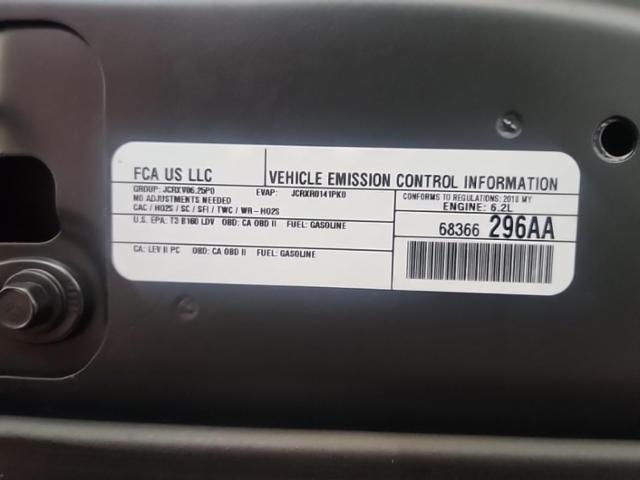 FCA US LLC
VEHICLE EMISSION CONTROL INFORMATION
GROUP: JCRXV06.25P0 EVAP: JCRXR0141PK0
NO ADJUSTMENTS NEEDED
CAC / HO2S / SC / SFI / TWC / WR-HO2S
CONFORMS TO REGULATIONS: 2018 MY
ENGINE: 6.2L
U.S. EPA: T3 B160 LDV OBD: CA OBD II FUEL: GASOLINE
68366 296AA
CA: LEV II PC OBD: CA OBD II FUEL: GASOLINE